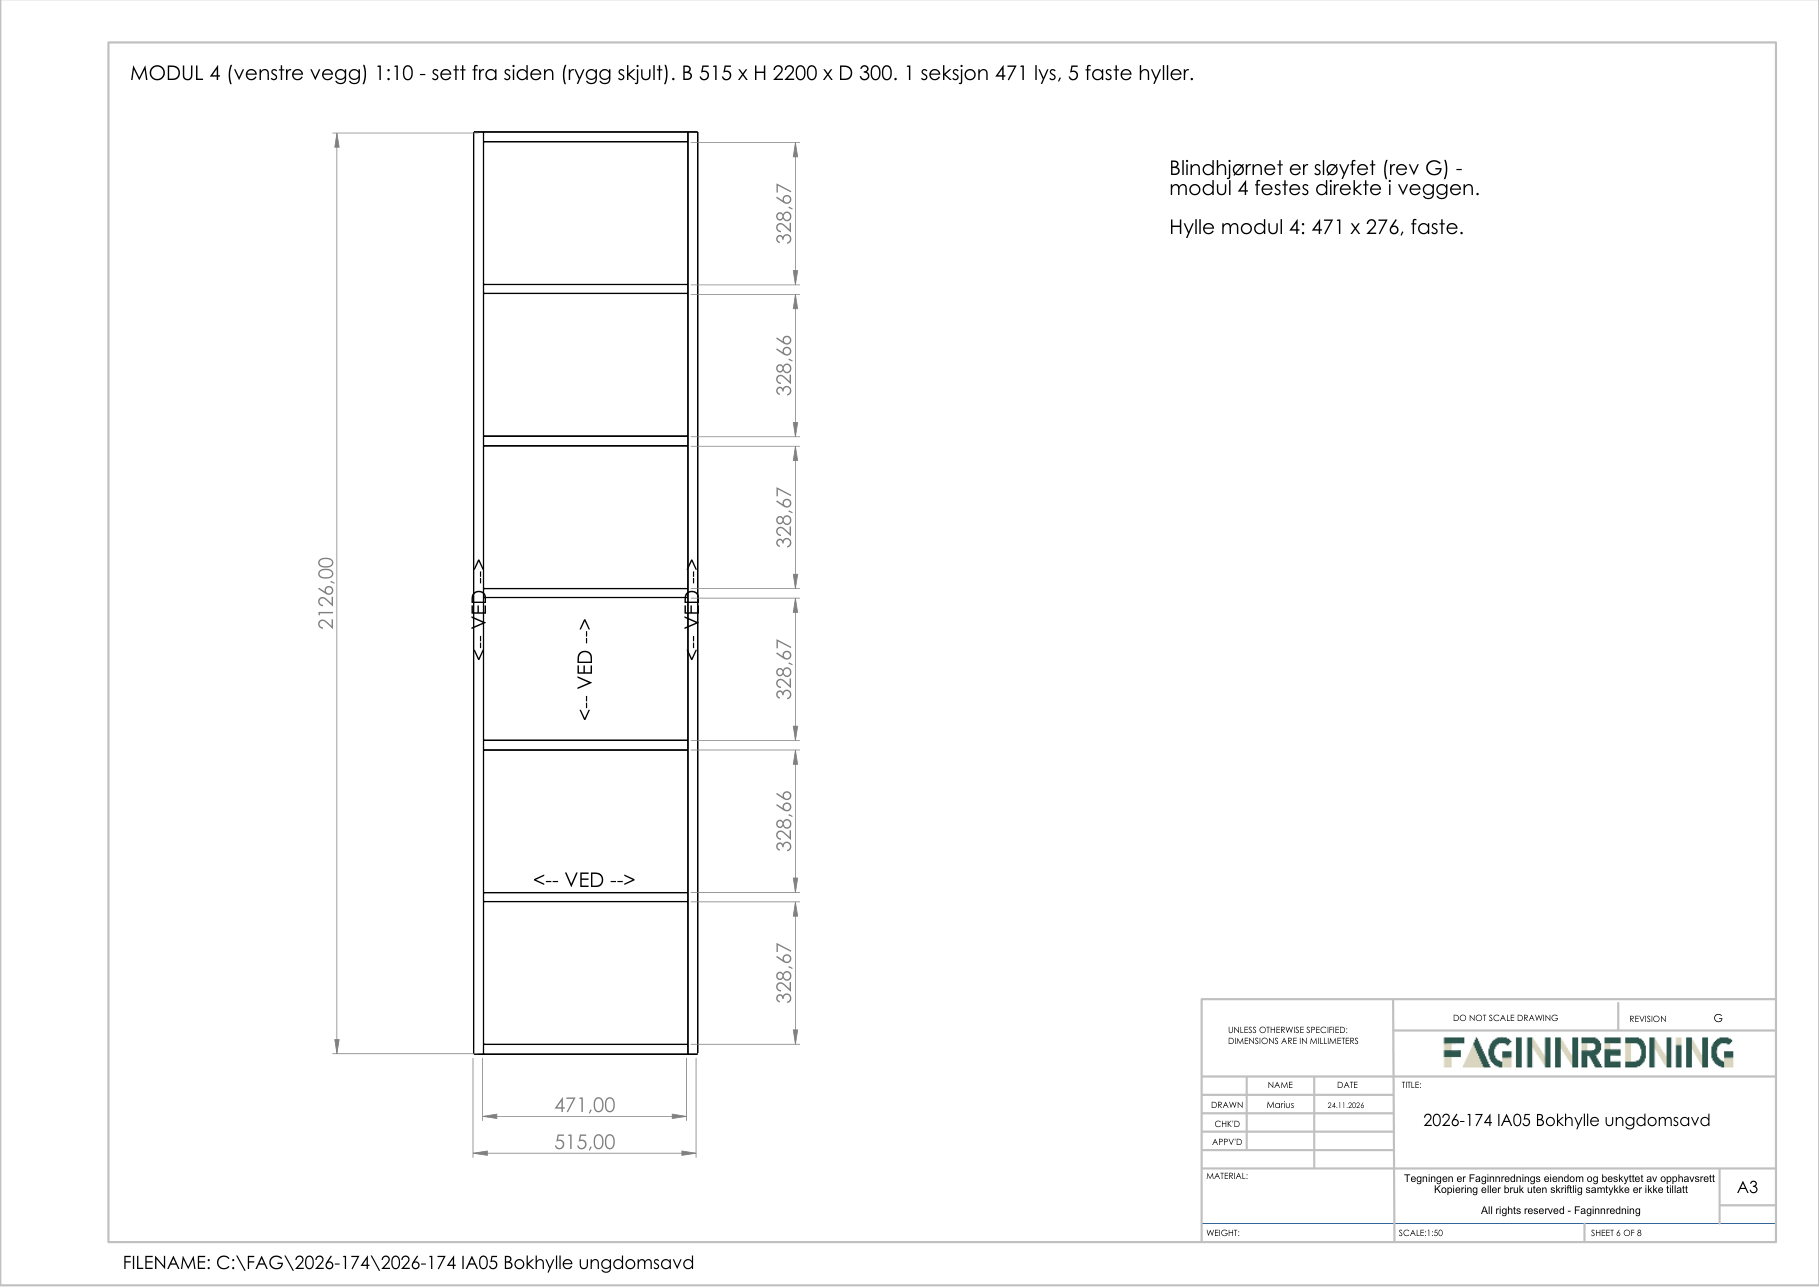 MODUL 4 (venstre vegg) 1:10 - sett fra siden (rygg skjult). B 515 x H 2200 x D 300. 1 seksjon 471 lys, 5 faste hyller.
Blindhjørnet er sløyfet (rev G) -
modul 4 festes direkte i veggen.
Hylle modul 4: 471 x 276, faste.
2126,00
328,67
328,66
328,67
328,67
328,66
328,67
<-- VED -->
<-- VED -->
<-- VED -->
<-- VED -->
471,00
515,00
UNLESS OTHERWISE SPECIFIED:
DIMENSIONS ARE IN MILLIMETERS
DO NOT SCALE DRAWING
REVISION G
FAGINNREDNING
NAME DATE
DRAWN Marius 24.11.2026
CHK'D
APPV'D
TITLE:
2026-174 IA05 Bokhylle ungdomsavd
MATERIAL:
Tegningen er Faginnrednings eiendom og beskyttet av opphavsrett
Kopiering eller bruk uten skriftlig samtykke er ikke tillatt
All rights reserved - Faginnredning
A3
WEIGHT:
SCALE:1:50
SHEET 6 OF 8
FILENAME: C:\FAG\2026-174\2026-174 IA05 Bokhylle ungdomsavd